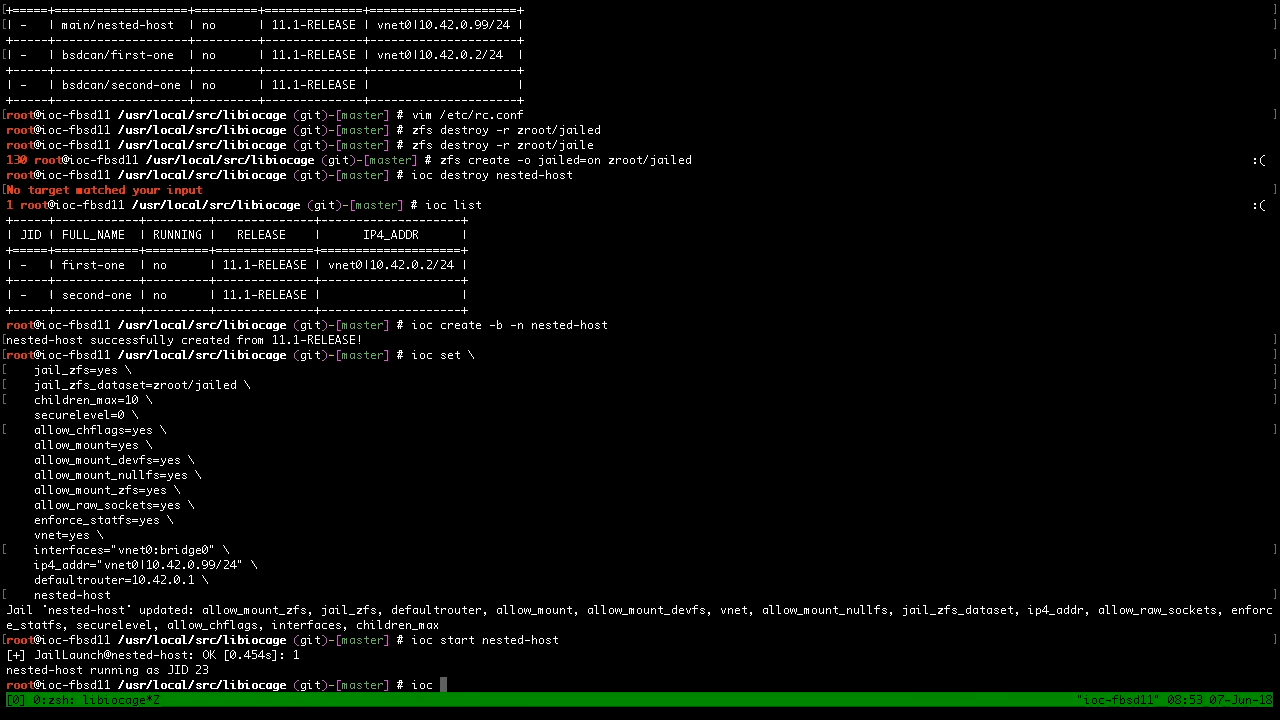 +=====+===================+=========+==============+=====================+
| - | main/nested-host | no | 11.1-RELEASE | vnet0|10.42.0.99/24 |
+-----+-------------------+---------+--------------+---------------------+
| - | bsdcan/first-one | no | 11.1-RELEASE | vnet0|10.42.0.2/24 |
+-----+-------------------+---------+--------------+---------------------+
| - | bsdcan/second-one | no | 11.1-RELEASE | |
+-----+-------------------+---------+--------------+---------------------+
root@ioc-fbsd11 /usr/local/src/libiocage (git)-[master] # vim /etc/rc.conf
root@ioc-fbsd11 /usr/local/src/libiocage (git)-[master] # zfs destroy -r zroot/jailed
root@ioc-fbsd11 /usr/local/src/libiocage (git)-[master] # zfs destroy -r zroot/jaile
130 root@ioc-fbsd11 /usr/local/src/libiocage (git)-[master] # zfs create -o jailed=on zroot/jailed :(
root@ioc-fbsd11 /usr/local/src/libiocage (git)-[master] # ioc destroy nested-host
No target matched your input
1 root@ioc-fbsd11 /usr/local/src/libiocage (git)-[master] # ioc list :(
+-----+------------+---------+--------------+--------------------+
| JID | FULL_NAME | RUNNING | RELEASE | IP4_ADDR |
+=====+============+=========+==============+====================+
| - | first-one | no | 11.1-RELEASE | vnet0|10.42.0.2/24 |
+-----+------------+---------+--------------+--------------------+
| - | second-one | no | 11.1-RELEASE | |
+-----+------------+---------+--------------+--------------------+
root@ioc-fbsd11 /usr/local/src/libiocage (git)-[master] # ioc create -b -n nested-host
nested-host successfully created from 11.1-RELEASE!
root@ioc-fbsd11 /usr/local/src/libiocage (git)-[master] # ioc set \
jail_zfs=yes \
jail_zfs_dataset=zroot/jailed \
children_max=10 \
securelevel=0 \
allow_chflags=yes \
allow_mount=yes \
allow_mount_devfs=yes \
allow_mount_nullfs=yes \
allow_mount_zfs=yes \
allow_raw_sockets=yes \
enforce_statfs=yes \
vnet=yes \
interfaces="vnet0:bridge0" \
ip4_addr="vnet0|10.42.0.99/24" \
defaultrouter=10.42.0.1 \
nested-host
Jail 'nested-host' updated: allow_mount_zfs, jail_zfs, defaultrouter, allow_mount, allow_mount_devfs, vnet, allow_mount_nullfs, jail_zfs_dataset, ip4_addr, allow_raw_sockets, enforc
e_statfs, securelevel, allow_chflags, interfaces, children_max
root@ioc-fbsd11 /usr/local/src/libiocage (git)-[master] # ioc start nested-host
[+] JailLaunch@nested-host: OK [0.454s]: 1
nested-host running as JID 23
root@ioc-fbsd11 /usr/local/src/libiocage (git)-[master] # ioc
[0] 0:zsh: libiocage*Z "ioc-fbsd11" 08:53 07-Jun-18